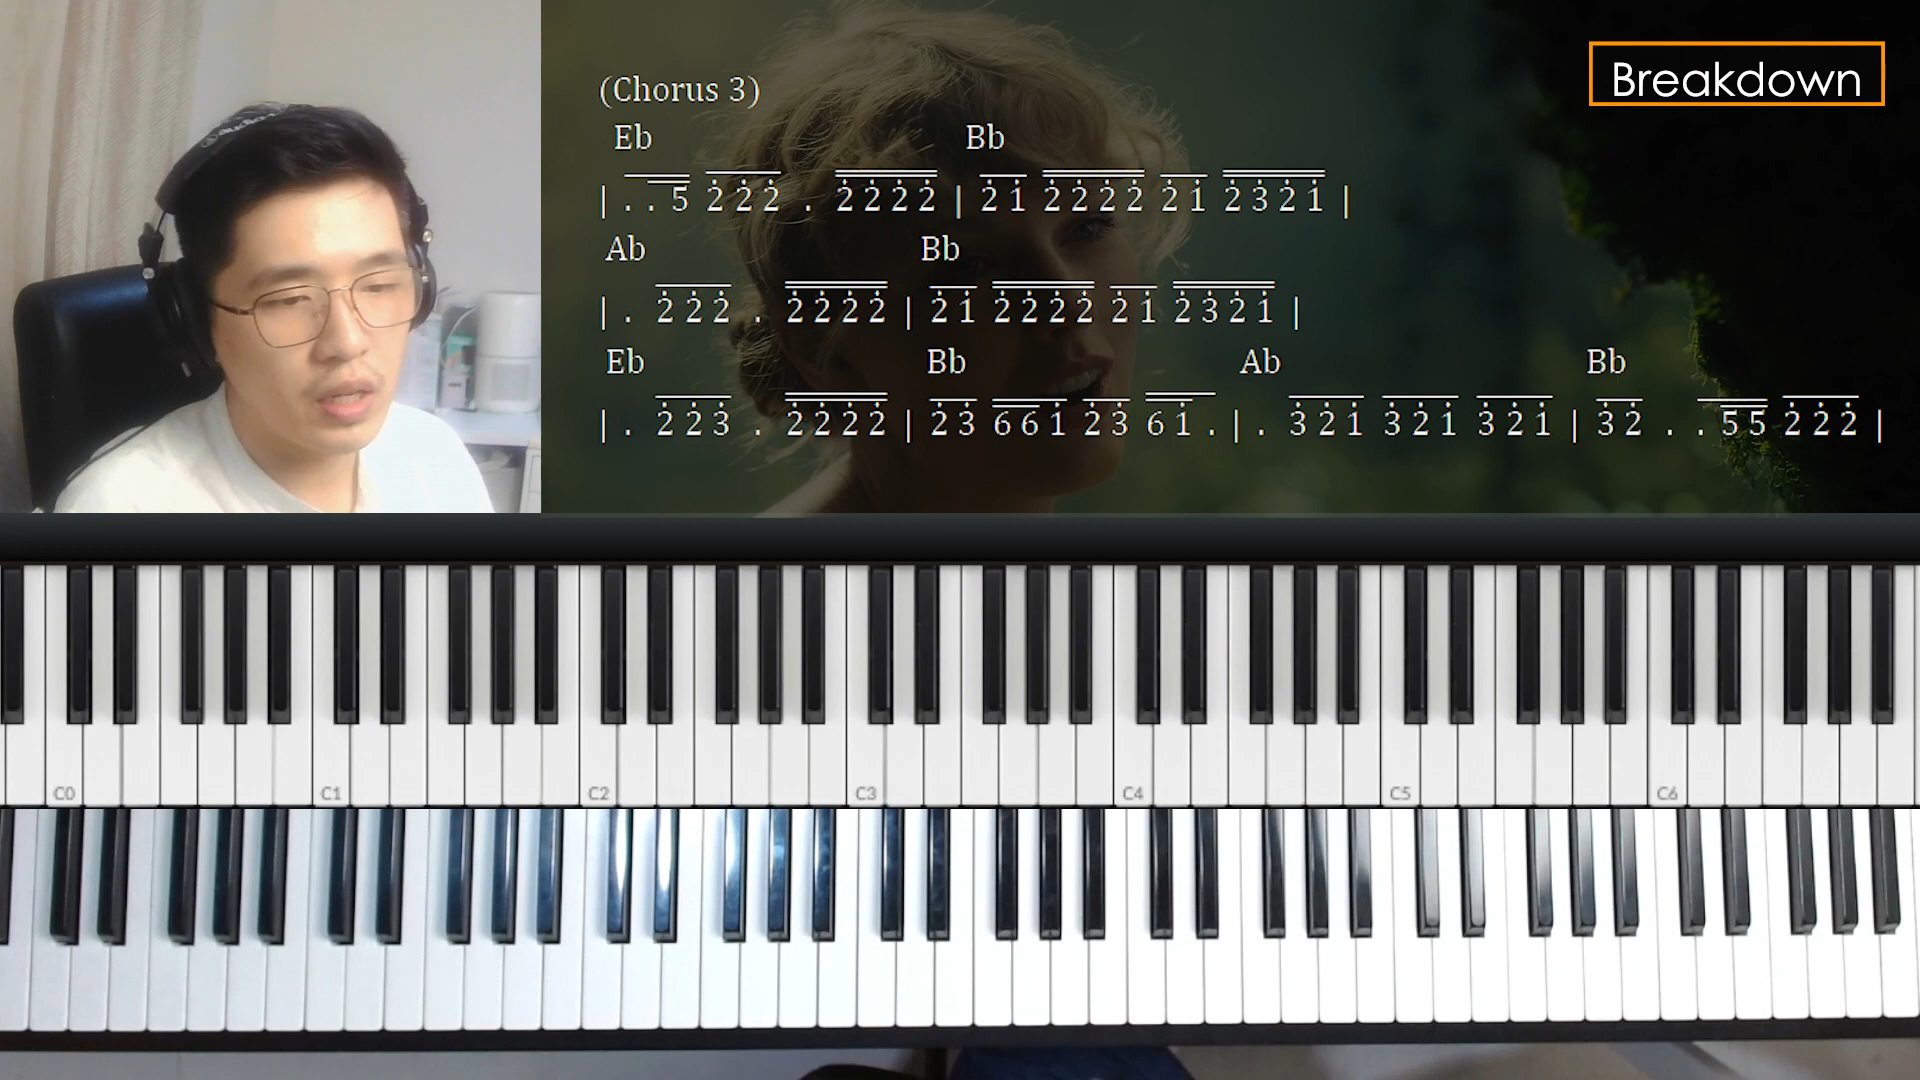 Breakdown
(Chorus 3)
Eb Bb
| . . 5 2̇ 2̇ 2̇ . 2̇ 2̇ 2̇ 2̇ | 2̇ 1̇ 2̇ 2̇ 2̇ 2̇ 2̇ 1̇ 2̇ 3̇ 2̇ 1̇ |
Ab Bb
| . 2̇ 2̇ 2̇ . 2̇ 2̇ 2̇ 2̇ | 2̇ 1̇ 2̇ 2̇ 2̇ 2̇ 2̇ 1̇ 2̇ 3̇ 2̇ 1̇ |
Eb Bb Ab Bb
| . 2̇ 2̇ 3̇ . 2̇ 2̇ 2̇ 2̇ | 2̇ 3̇ 6 6 1̇ 2̇ 3̇ 6 1̇ . | . 3̇ 2̇ 1̇ 3̇ 2̇ 1̇ 3̇ 2̇ 1̇ | 3̇ 2̇ . . 5 5 2̇ 2̇ 2̇ |
C0 C1 C2 C3 C4 C5 C6